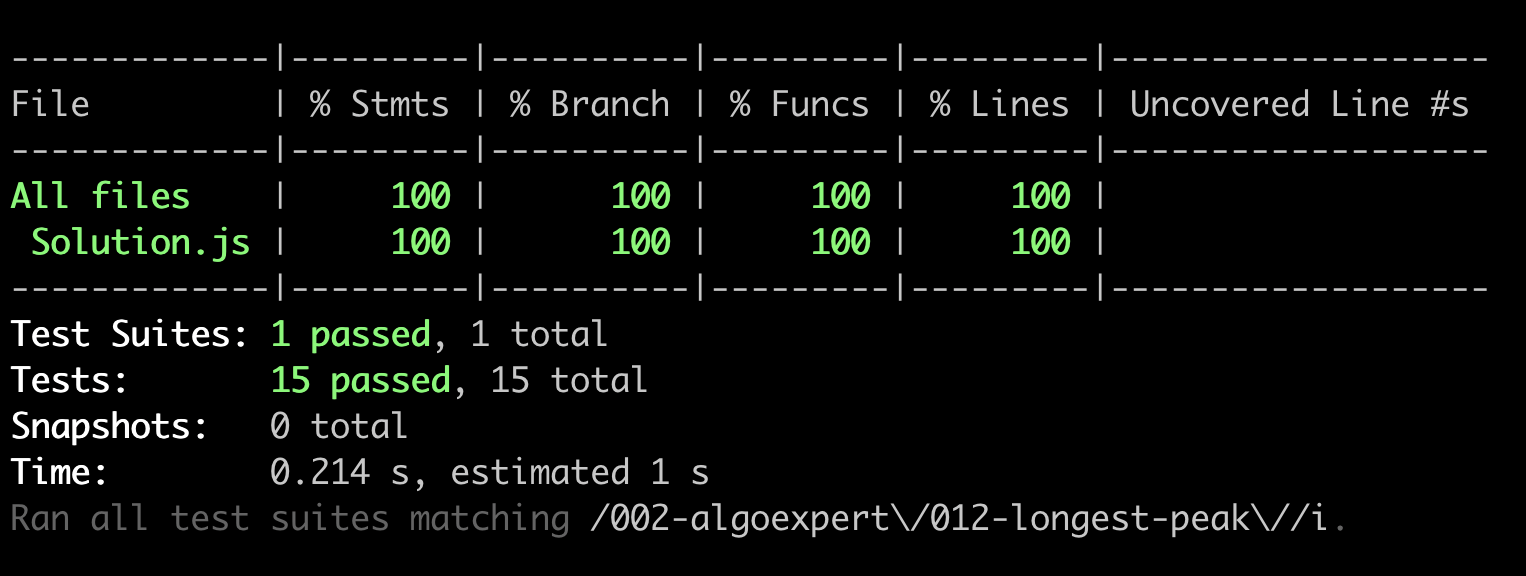 -------------|---------|----------|---------|---------|-------------------
File         | % Stmts | % Branch | % Funcs | % Lines | Uncovered Line #s
-------------|---------|----------|---------|---------|-------------------
All files    |     100 |      100 |     100 |     100 |
 Solution.js |     100 |      100 |     100 |     100 |
-------------|---------|----------|---------|---------|-------------------
Test Suites: 1 passed, 1 total
Tests:       15 passed, 15 total
Snapshots:   0 total
Time:        0.214 s, estimated 1 s
Ran all test suites matching /002-algoexpert\/012-longest-peak\//i.